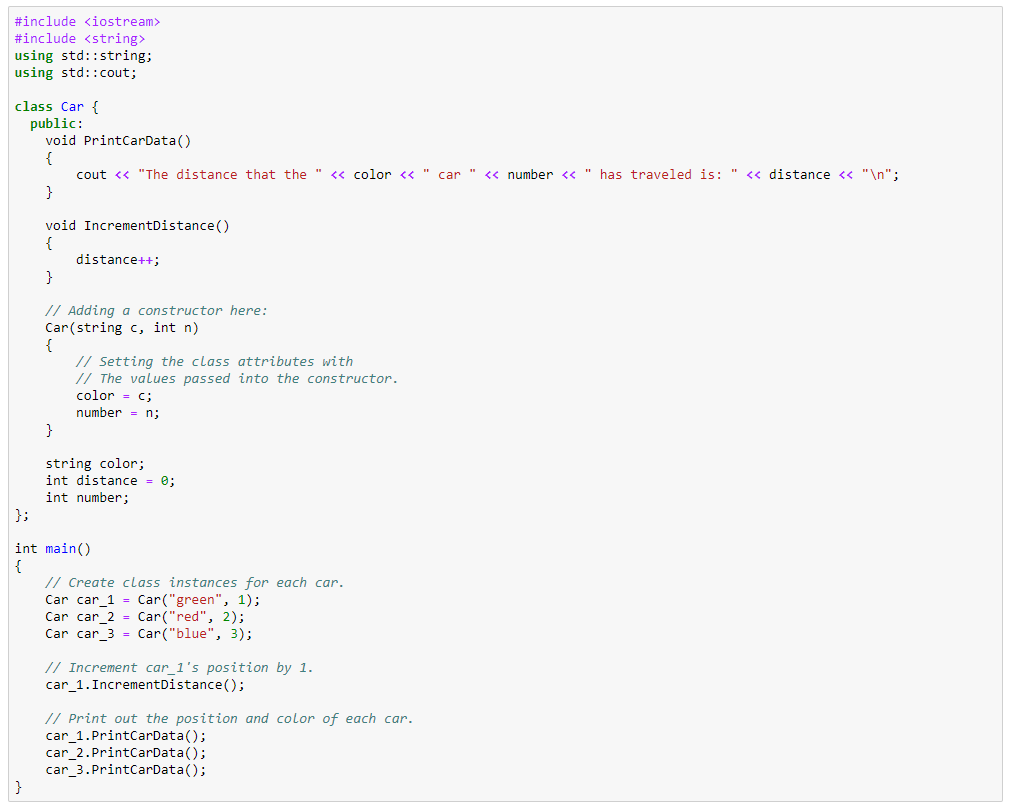 #include <iostream>
#include <string>
using std::string;
using std::cout;

class Car {
  public:
    void PrintCarData()
    {
        cout << "The distance that the " << color << " car " << number << " has traveled is: " << distance << "\n";
    }

    void IncrementDistance()
    {
        distance++;
    }

    // Adding a constructor here:
    Car(string c, int n)
    {
        // Setting the class attributes with
        // The values passed into the constructor.
        color = c;
        number = n;
    }

    string color;
    int distance = 0;
    int number;
};

int main()
{
    // Create class instances for each car.
    Car car_1 = Car("green", 1);
    Car car_2 = Car("red", 2);
    Car car_3 = Car("blue", 3);

    // Increment car_1's position by 1.
    car_1.IncrementDistance();

    // Print out the position and color of each car.
    car_1.PrintCarData();
    car_2.PrintCarData();
    car_3.PrintCarData();
}